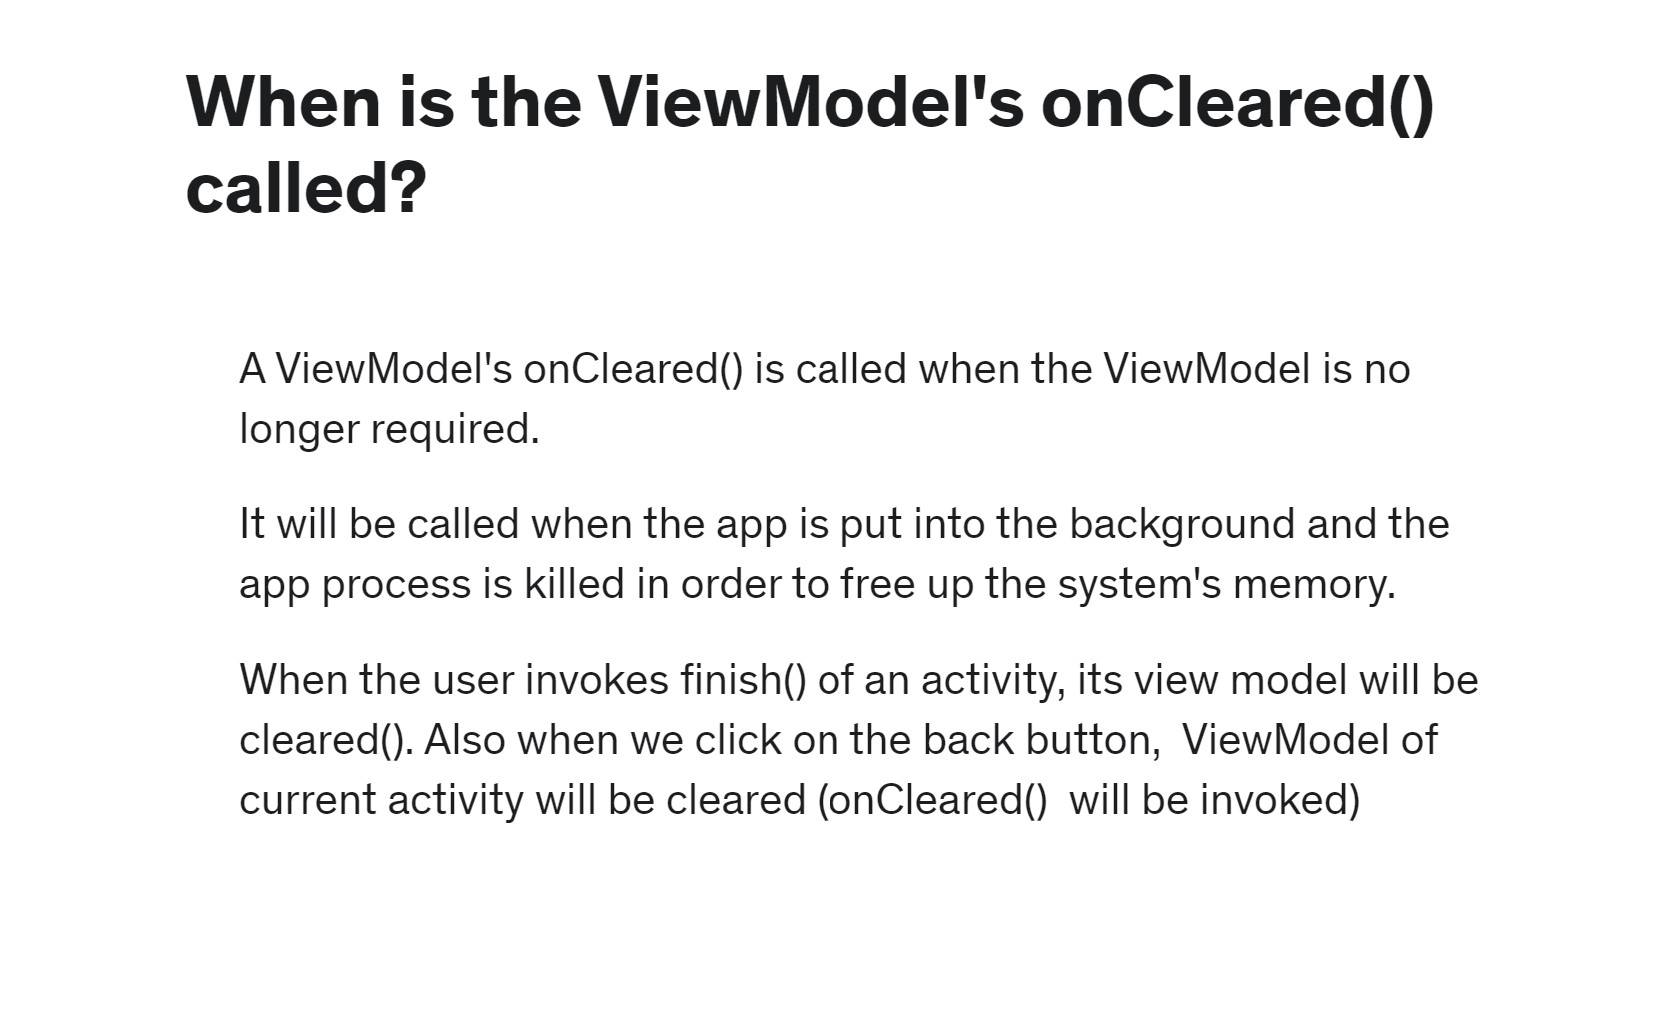 When is the ViewModel's onCleared()
called?
A ViewModel's onCleared() is called when the ViewModel is no
longer required.
It will be called when the app is put into the background and the
app process is killed in order to free up the system's memory.
When the user invokes finish() of an activity, its view model will be
cleared(). Also when we click on the back button,  ViewModel of
current activity will be cleared (onCleared()  will be invoked)